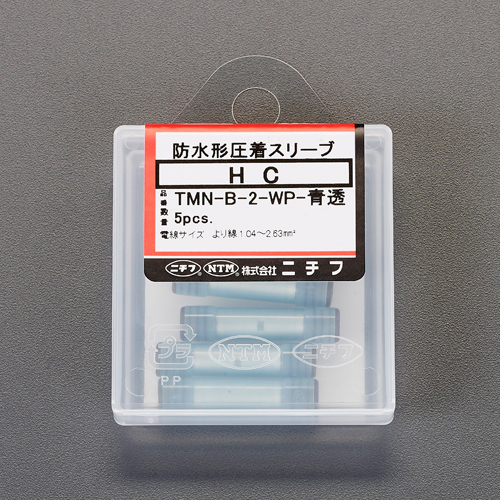 防水形圧着スリーブ
H C
品番 TMN-B-2-WP-青透
数量 5pcs.
電線サイズ より線1.04～2.63mm²
ニチフ® NTM® 株式会社 ニチフ
プラ NTM ニチフ
PP